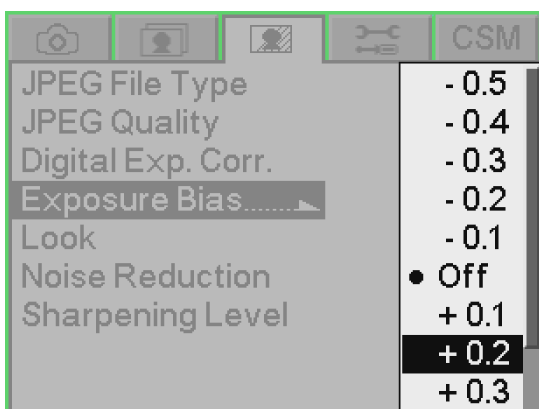 CSM
JPEG File Type
JPEG Quality
Digital Exp. Corr.
Exposure Bias........
Look
Noise Reduction
Sharpening Level
- 0.5
- 0.4
- 0.3
- 0.2
- 0.1
● Off
+ 0.1
+ 0.2
+ 0.3